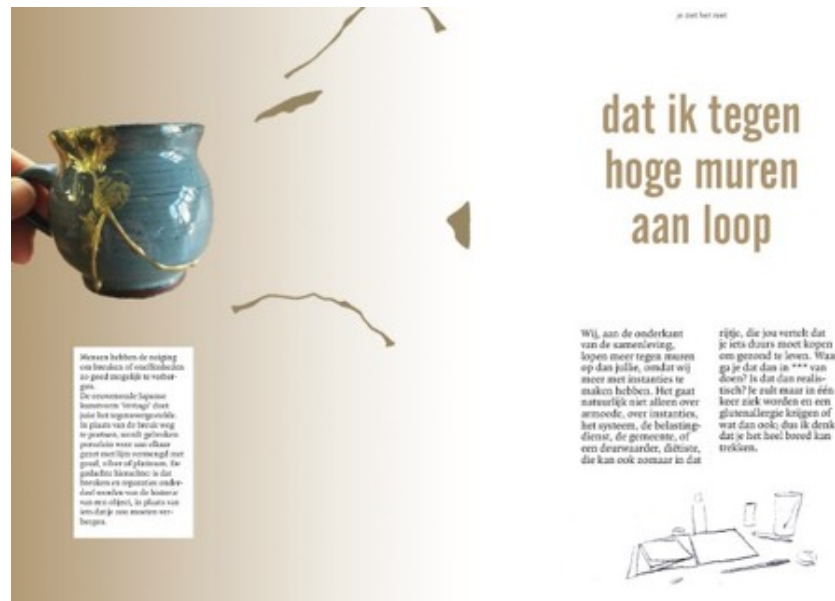 je ziet het niet
dat ik tegen
hoge muren
aan loop
Mensen hebben de neiging
om breuken of oneffenheden
zo goed mogelijk te verber-
gen.
De eeuwenoude Japanse
kunstvorm 'kintsugi' doet
juist het tegenovergestelde.
In plaats van de breuk weg
te poetsen, wordt gebroken
porselein weer aan elkaar
gezet met lijm vermengd met
goud, zilver of platinum. De
gedachte hierachter is dat
breuken en reparaties onder-
deel worden van de historie
van een object, in plaats van
iets dat je zou moeten ver-
bergen.
Wij, aan de onderkant
van de samenleving,
lopen meer tegen muren
op dan jullie, omdat wij
meer met instanties te
maken hebben. Het gaat
natuurlijk niet alleen over
armoede, over instanties,
het systeem, de belasting-
dienst, de gemeente, of
een deurwaarder, diëtiste,
die kan ook zomaar in dat
rijtje, die jou vertelt dat
je iets duurs moet kopen
om gezond te leven. Waar
ga je dat dan in *** van
doen? Is dat dan realis-
tisch? Je zult maar in één
keer ziek worden en een
glutenallergie krijgen of
wat dan ook; dus ik denk
dat je het heel breed kan
trekken.